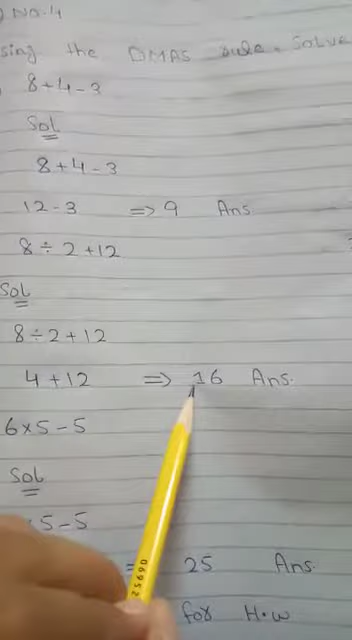 No. 4
sing the DMAS rule. Solve
8+4-3
Sol
8+4-3
12-3 => 9 Ans
8÷2+12
Sol
8÷2+12
4+12 => 16 Ans.
6×5-5
Sol
×5-5
= 25 Ans.
for H.w
06952